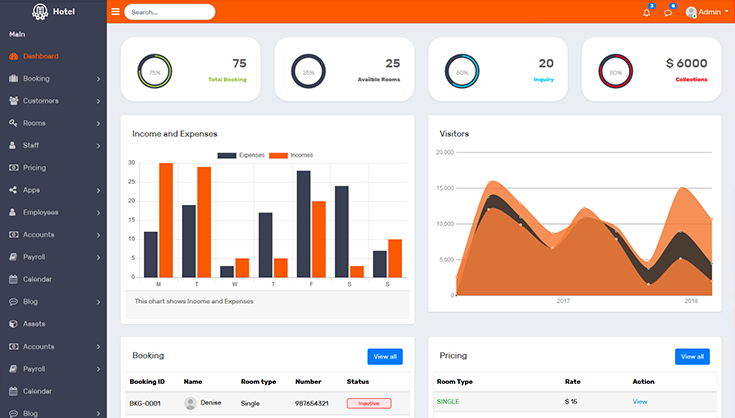 Hotel
Search...
3
8
Admin
Main
Dashboard
Booking
Customers
Rooms
Staff
Pricing
Apps
Employees
Accounts
Payroll
Calendar
Blog
Assets
Accounts
Payroll
Calendar
Blog
75%
75
Total Booking
25%
25
Availble Rooms
60%
20
Inquiry
80%
$ 6000
Collections
Income and Expenses
Expenses Incomes
30
25
20
15
10
5
0
M T W T F S S
This chart shows Income and Expenses
Visitors
20,000
15,000
10,000
5,000
0
2017 2018
Booking
View all
Booking ID Name Room type Number Status
BKG-0001 Denise Single 987654321 Inactive
Pricing
View all
Room Type Rate Action
SINGLE $ 15 View